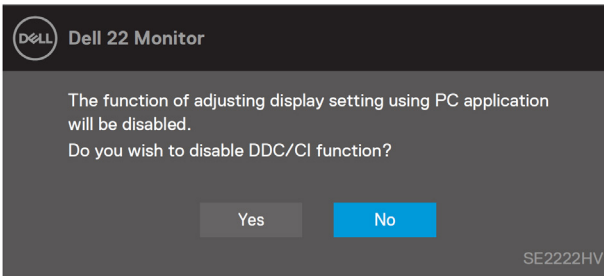 DELL
Dell 22 Monitor
The function of adjusting display setting using PC application
will be disabled.
Do you wish to disable DDC/CI function?
Yes
No
SE2222HV